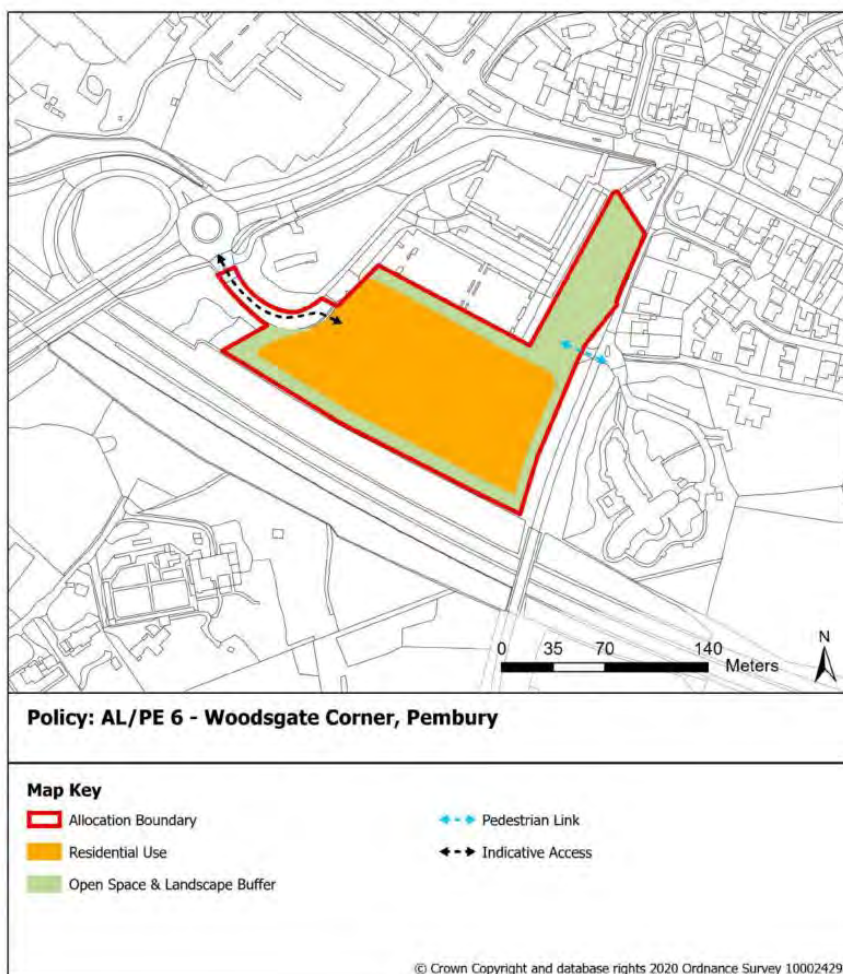 N
0 35 70 140
Meters
Policy: AL/PE 6 - Woodsgate Corner, Pembury
Map Key
Allocation Boundary
Residential Use
Open Space & Landscape Buffer
Pedestrian Link
Indicative Access
© Crown Copyright and database rights 2020 Ordnance Survey 10002429